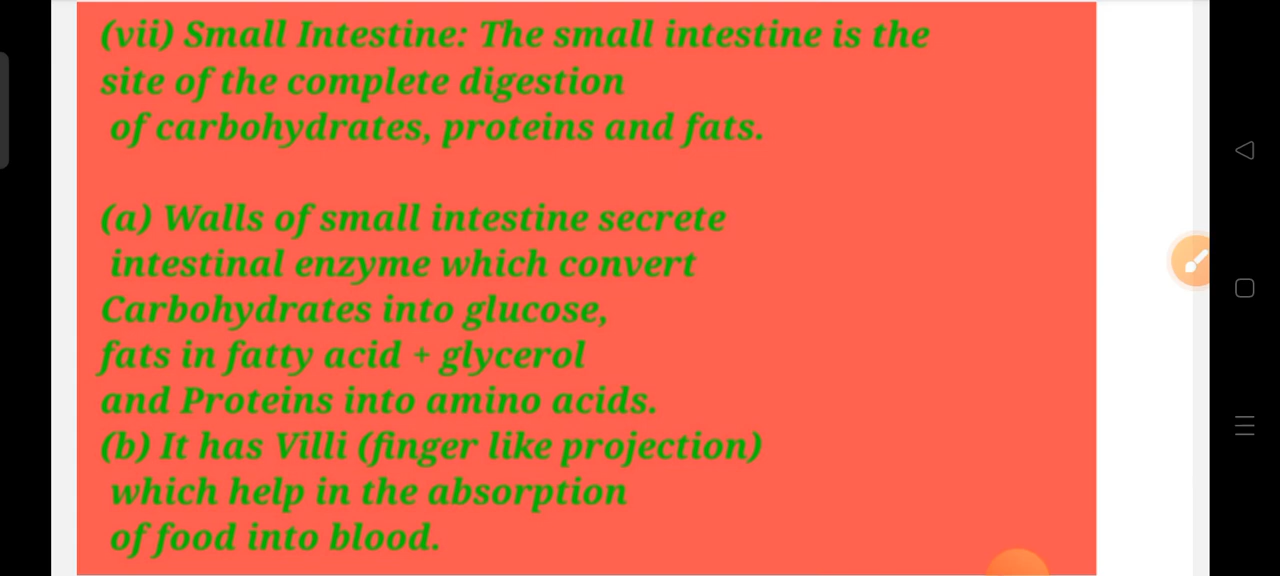 (vii) Small Intestine: The small intestine is the
site of the complete digestion
of carbohydrates, proteins and fats.
(a) Walls of small intestine secrete
intestinal enzyme which convert
Carbohydrates into glucose,
fats in fatty acid + glycerol
and Proteins into amino acids.
(b) It has Villi (finger like projection)
which help in the absorption
of food into blood.